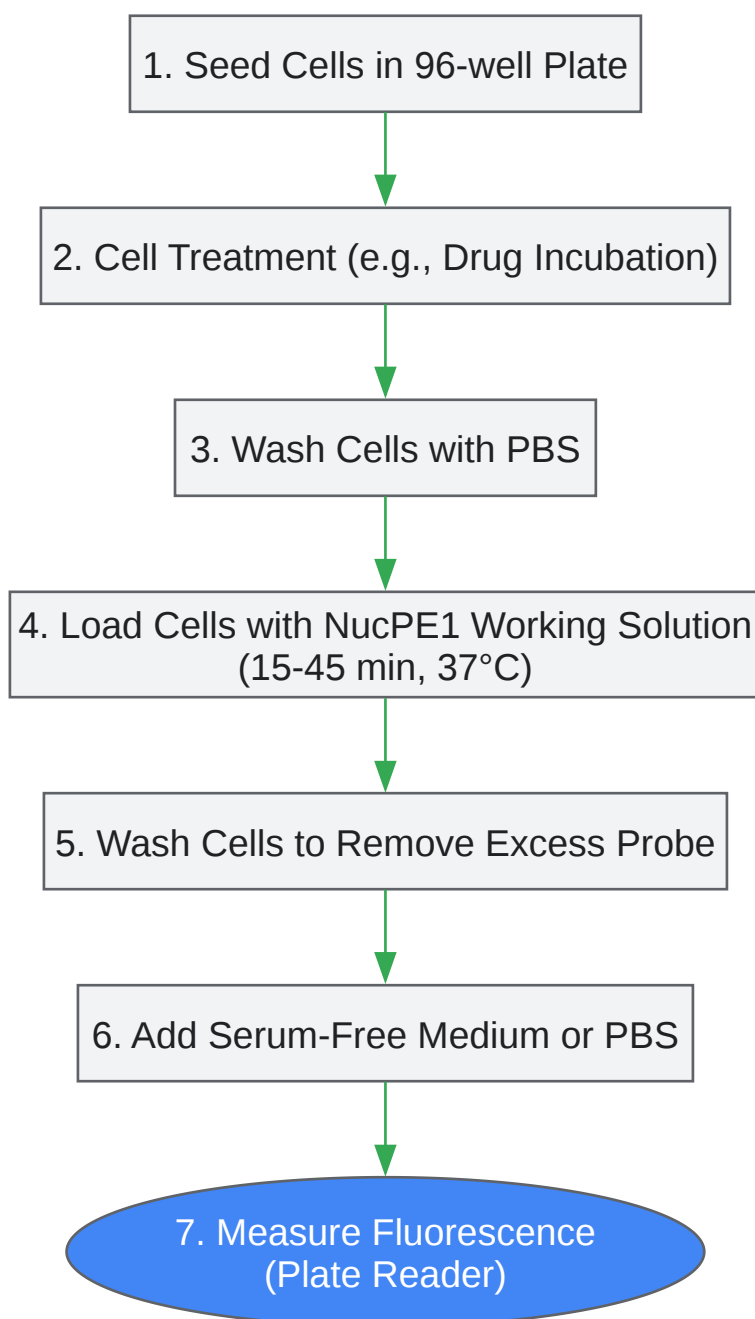 1. Seed Cells in 96-well Plate
2. Cell Treatment (e.g., Drug Incubation)
3. Wash Cells with PBS
4. Load Cells with NucPE1 Working Solution
(15-45 min, 37°C)
5. Wash Cells to Remove Excess Probe
6. Add Serum-Free Medium or PBS
7. Measure Fluorescence
(Plate Reader)